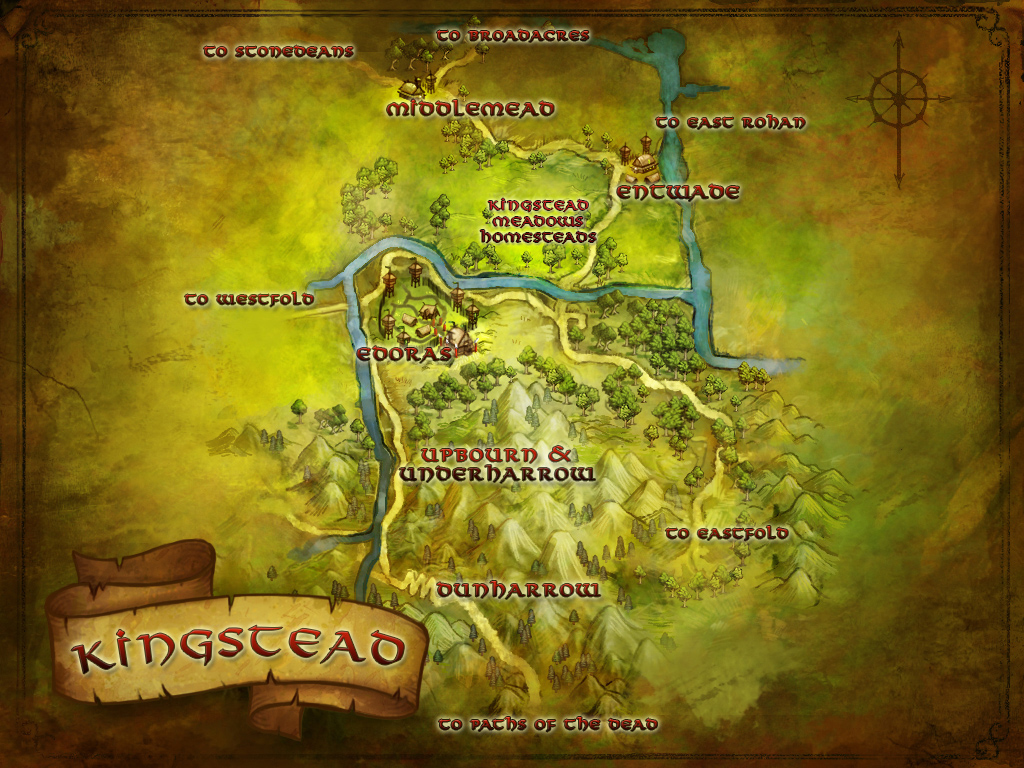 TO BROADACRES
TO STONEDEANS
MIDDLEMEAD
TO EAST ROHAN
ENTWADE
KINGSTEAD
MEADOWS
HOMESTEADS
TO WESTFOLD
EDORAS
UPBOURN &
UNDERHARROW
TO EASTFOLD
DUNHARROW
KINGSTEAD
TO PATHS OF THE DEAD